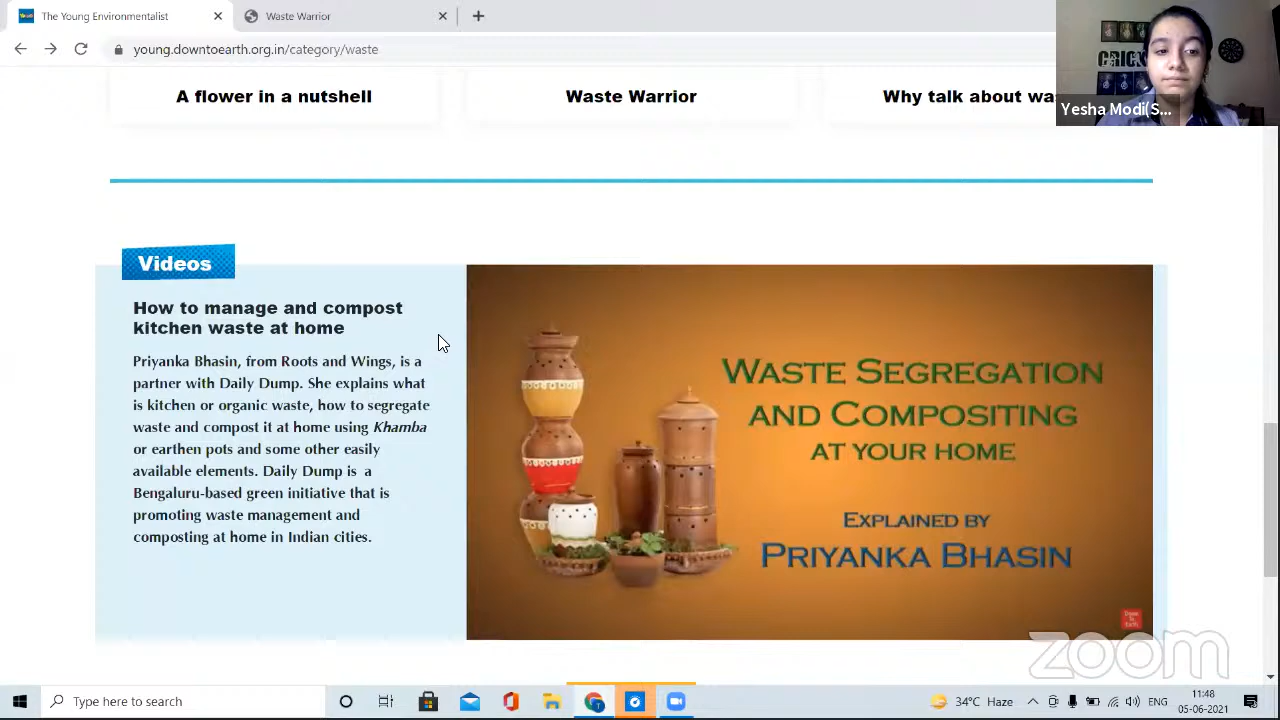 The Young Environmentalist
Waste Warrior
young.downtoearth.org.in/category/waste
A flower in a nutshell
Waste Warrior
Why talk about wa
CRIC
Yesha Modi(S...
Videos
How to manage and compost
kitchen waste at home
Priyanka Bhasin, from Roots and Wings, is a
partner with Daily Dump. She explains what
is kitchen or organic waste, how to segregate
waste and compost it at home using Khamba
or earthen pots and some other easily
available elements. Daily Dump is a
Bengaluru-based green initiative that is
promoting waste management and
composting at home in Indian cities.
WASTE SEGREGATION
AND COMPOSITING
AT YOUR HOME
EXPLAINED BY
PRIYANKA BHASIN
Down To Earth
zoom
Type here to search
34°C Haze
ENG
11:48
05-06-2021